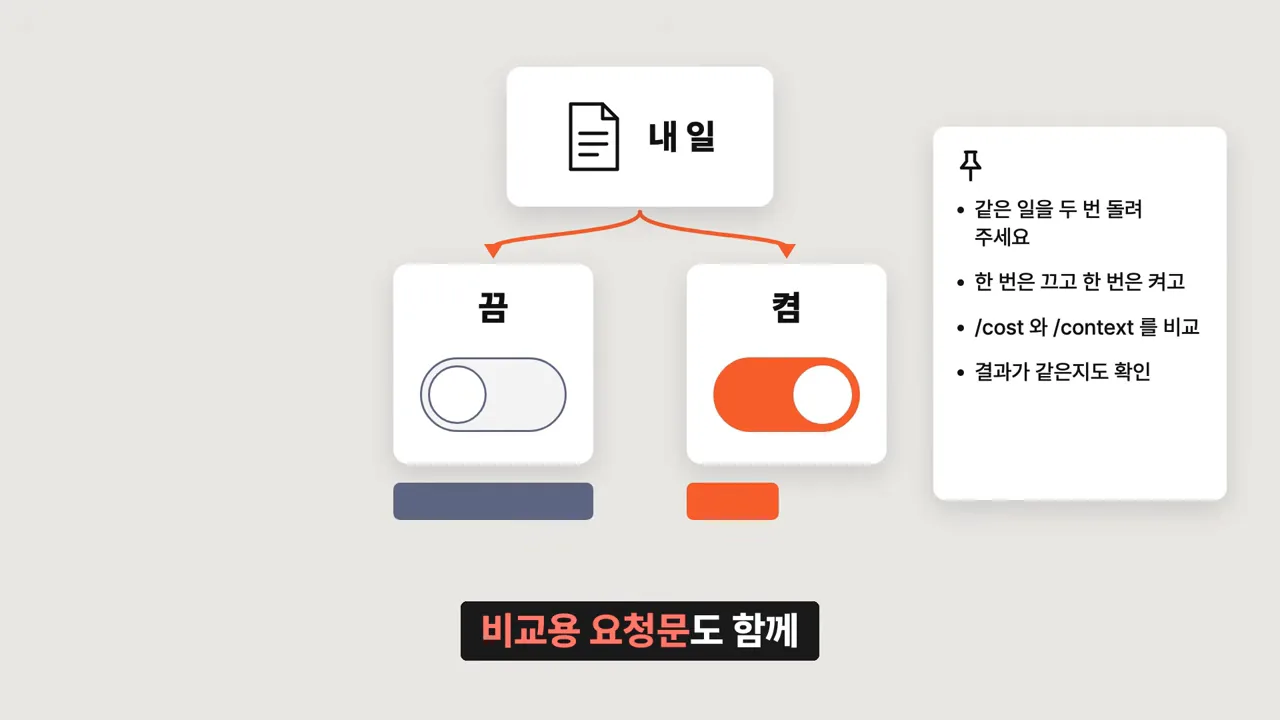 내 일
끔
켬
같은 일을 두 번 돌려
주세요
한 번은 끄고 한 번은 켜고
/cost 와 /context 를 비교
결과가 같은지도 확인
비교용 요청문도 함께